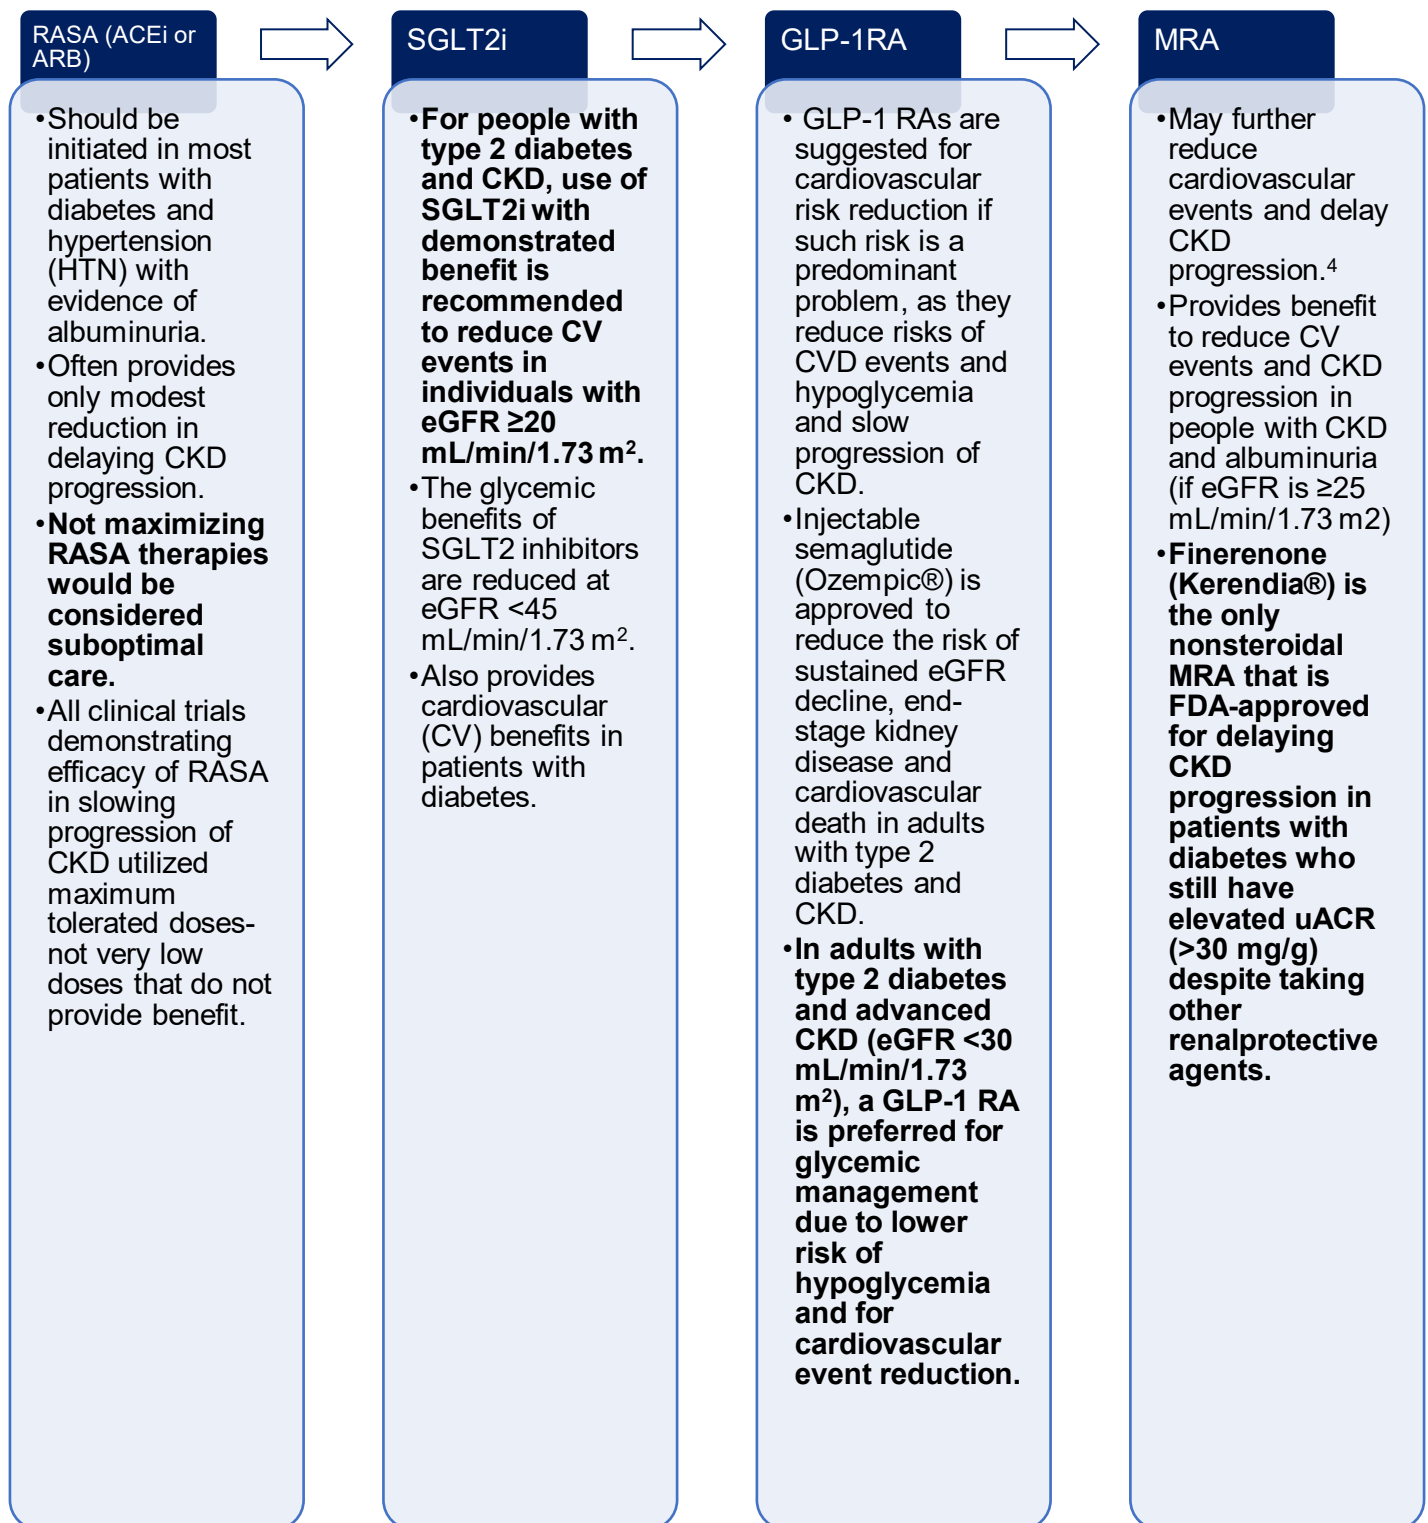 RASA (ACEi or
ARB)
•Should be
initiated in most
patients with
diabetes and
hypertension
(HTN) with
evidence of
albuminuria.
•Often provides
only modest
reduction in
delaying CKD
progression.
•Not maximizing
RASA therapies
would be
considered
suboptimal
care.
•All clinical trials
demonstrating
efficacy of RASA
in slowing
progression of
CKD utilized
maximum
tolerated doses-
not very low
doses that do not
provide benefit.
SGLT2i
•For people with
type 2 diabetes
and CKD, use of
SGLT2i with
demonstrated
benefit is
recommended
to reduce CV
events in
individuals with
eGFR ≥20
mL/min/1.73 m².
•The glycemic
benefits of
SGLT2 inhibitors
are reduced at
eGFR <45
mL/min/1.73 m².
•Also provides
cardiovascular
(CV) benefits in
patients with
diabetes.
GLP-1RA
• GLP-1 RAs are
suggested for
cardiovascular
risk reduction if
such risk is a
predominant
problem, as they
reduce risks of
CVD events and
hypoglycemia
and slow
progression of
CKD.
•Injectable
semaglutide
(Ozempic®) is
approved to
reduce the risk of
sustained eGFR
decline, end-
stage kidney
disease and
cardiovascular
death in adults
with type 2
diabetes and
CKD.
•In adults with
type 2 diabetes
and advanced
CKD (eGFR <30
mL/min/1.73
m²), a GLP-1 RA
is preferred for
glycemic
management
due to lower
risk of
hypoglycemia
and for
cardiovascular
event reduction.
MRA
•May further
reduce
cardiovascular
events and delay
CKD
progression.⁴
•Provides benefit
to reduce CV
events and CKD
progression in
people with CKD
and albuminuria
(if eGFR is ≥25
mL/min/1.73 m2)
•Finerenone
(Kerendia®) is
the only
nonsteroidal
MRA that is
FDA-approved
for delaying
CKD
progression in
patients with
diabetes who
still have
elevated uACR
(>30 mg/g)
despite taking
other
renalprotective
agents.